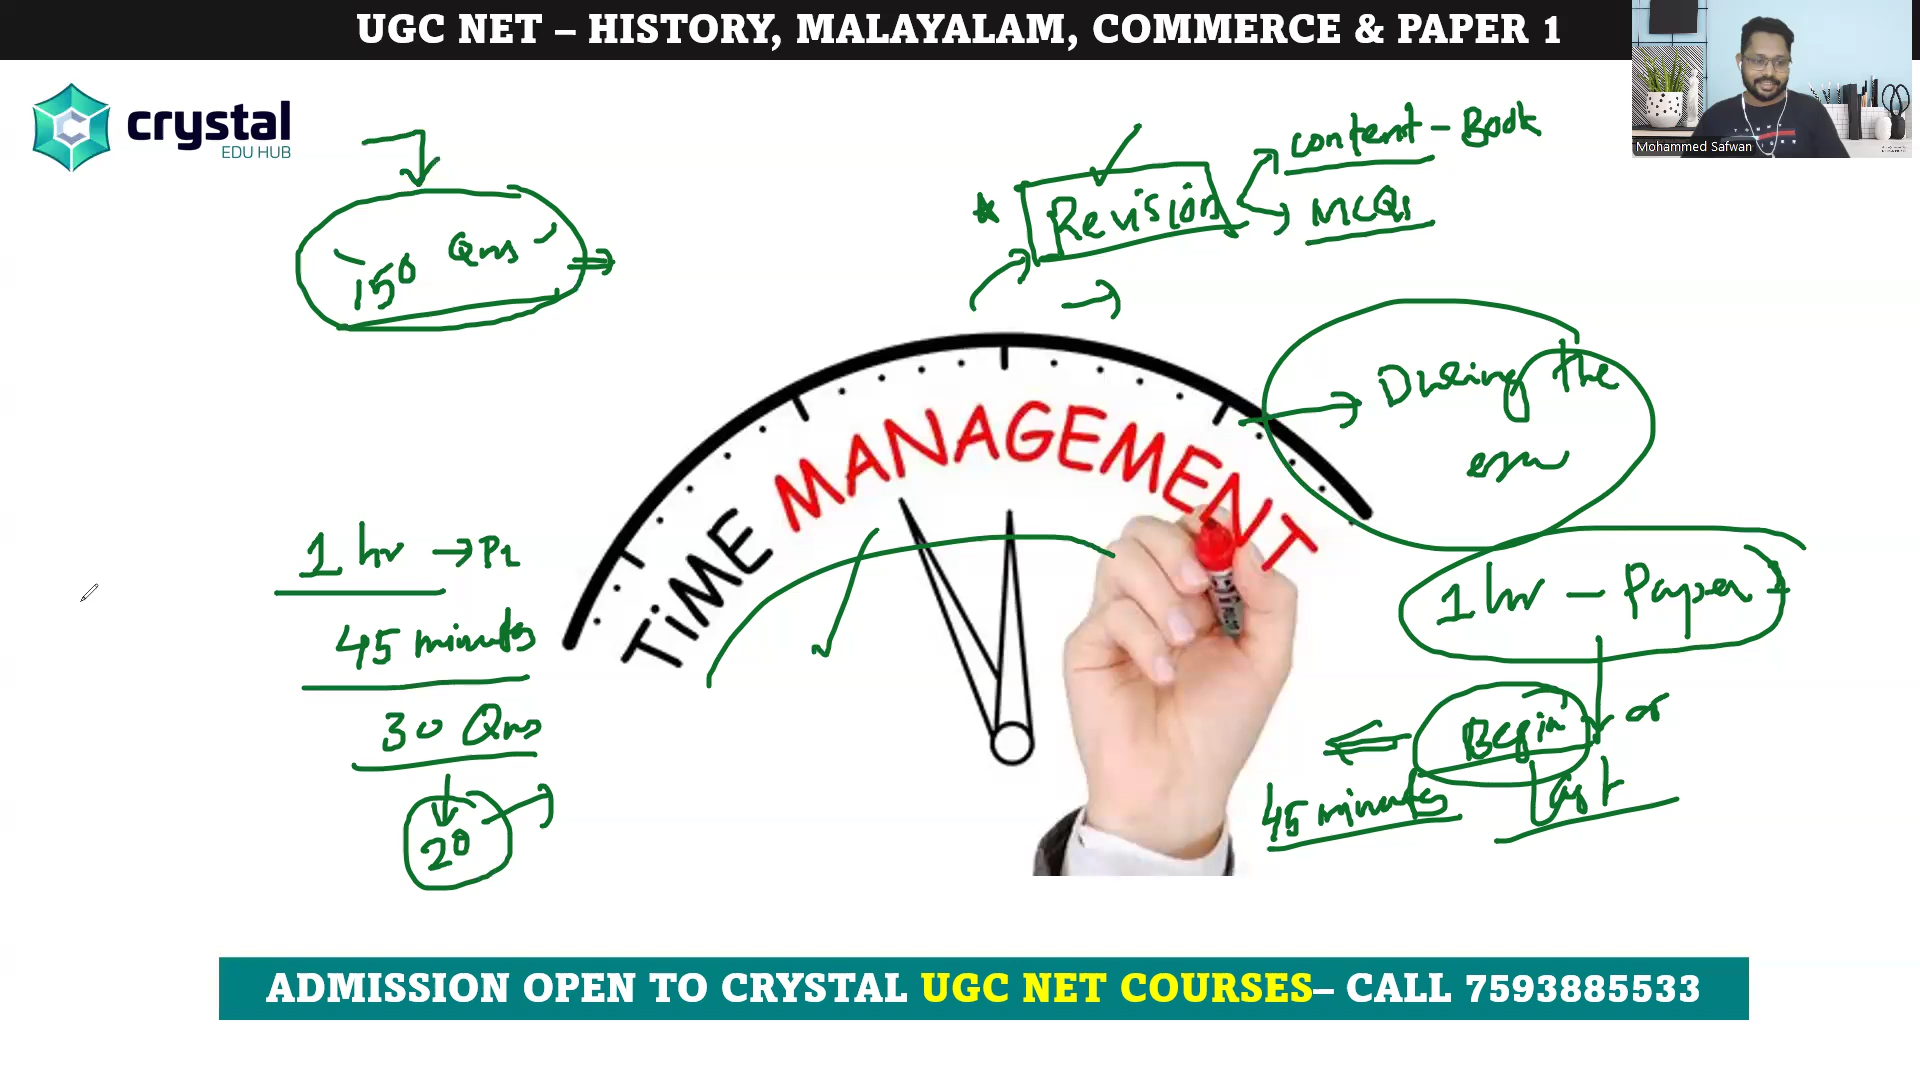 UGC NET – HISTORY, MALAYALAM, COMMERCE & PAPER 1
crystal
EDU HUB
Mohammed Safwan
content – Book
Revision
MCQs
150 Qns
During the
TIME MANAGEMENT
1 hr → P1
45 minutes
30 Qns
20
1 hr – Paper 1
Begin or
Last
45 minutes
ADMISSION OPEN TO CRYSTAL UGC NET COURSES– CALL 7593885533